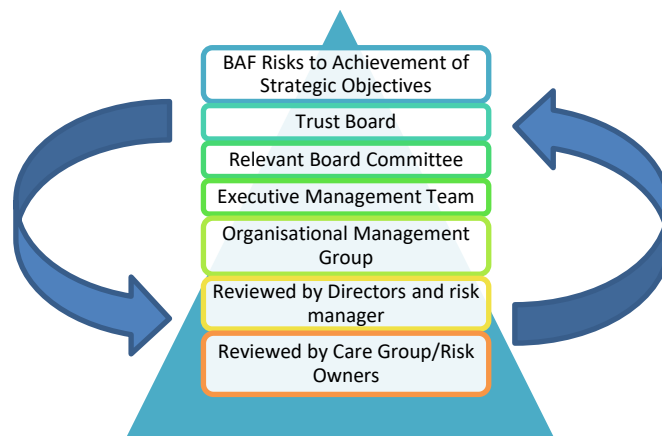 BAF Risks to Achievement of
Strategic Objectives
Trust Board
Relevant Board Committee
Executive Management Team
Organisational Management
Group
Reviewed by Directors and risk
manager
Reviewed by Care Group/Risk
Owners